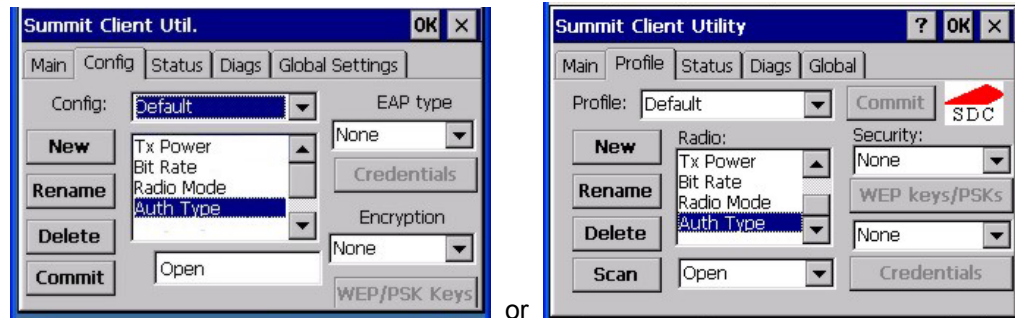 Summit Client Util. OK ×
Main Config Status Diags Global Settings
Config: Default EAP type
New
Rename
Delete
Commit
Tx Power
Bit Rate
Radio Mode
Auth Type
Open
None
Credentials
Encryption
None
WEP/PSK Keys
or
Summit Client Utility ? OK ×
Main Profile Status Diags Global
Profile: Default Commit SDC
New
Rename
Delete
Scan
Radio:
Tx Power
Bit Rate
Radio Mode
Auth Type
Open
Security:
None
WEP keys/PSKs
None
Credentials